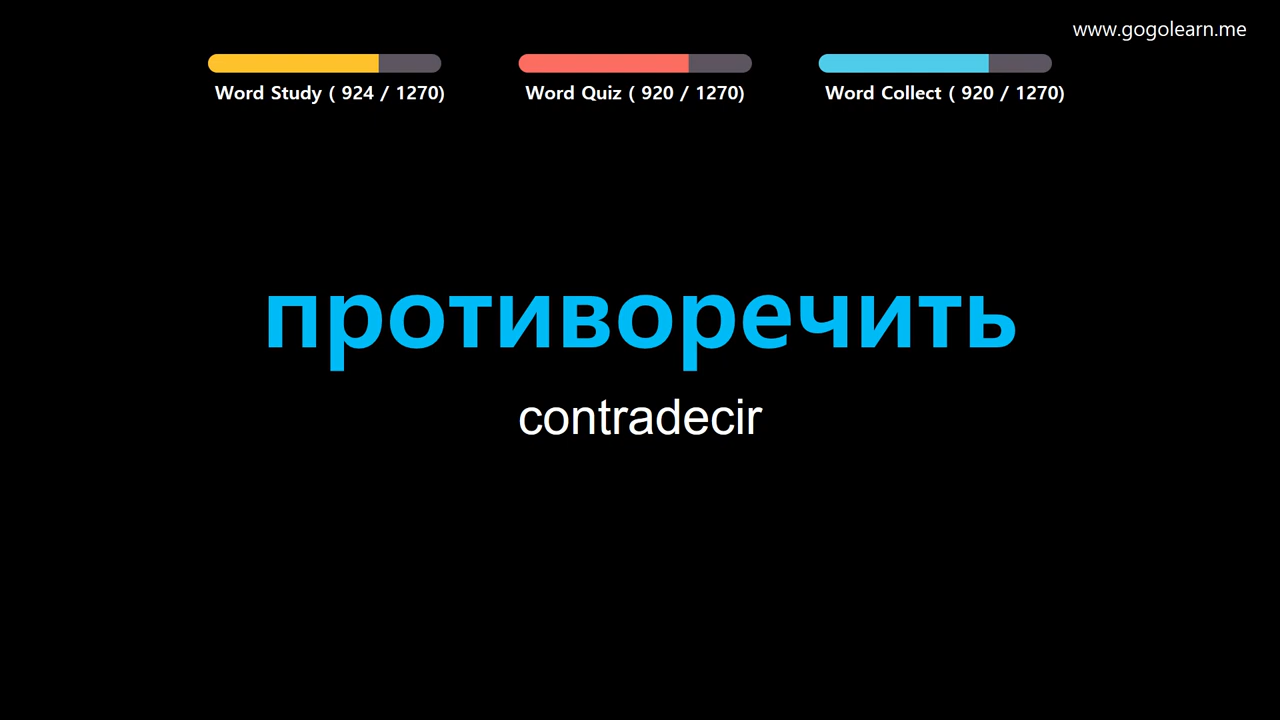 www.gogolearn.me
Word Study ( 924 / 1270) Word Quiz ( 920 / 1270) Word Collect ( 920 / 1270)
противоречить
contradecir